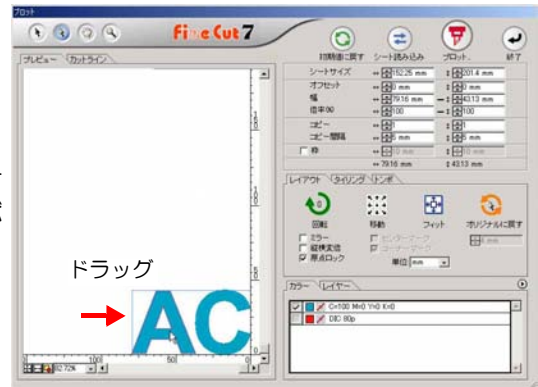 プロット
FineCut 7
初期値に戻す シート読み込み プロット. 終了
プレビュー カットライン
シートサイズ 152.25 mm 201.4 mm
オフセット 0 mm 0 mm
幅 79.16 mm 43.13 mm
倍率(%) 100 100
コピー 1 1
コピー間隔 5 mm 5 mm
枠 10 mm 10 mm
79.16 mm 43.13 mm
レイアウト タイリング トンボ
回転 移動 フィット オリジナルに戻す
ミラー センターマーク 4 mm
縦横変倍 コーナーマーク
原点ロック 単位 mm
カラー レイヤー
C=100 M=0 Y=0 K=0
DIC 80p
ドラッグ
AC
100 50 0
82.72%